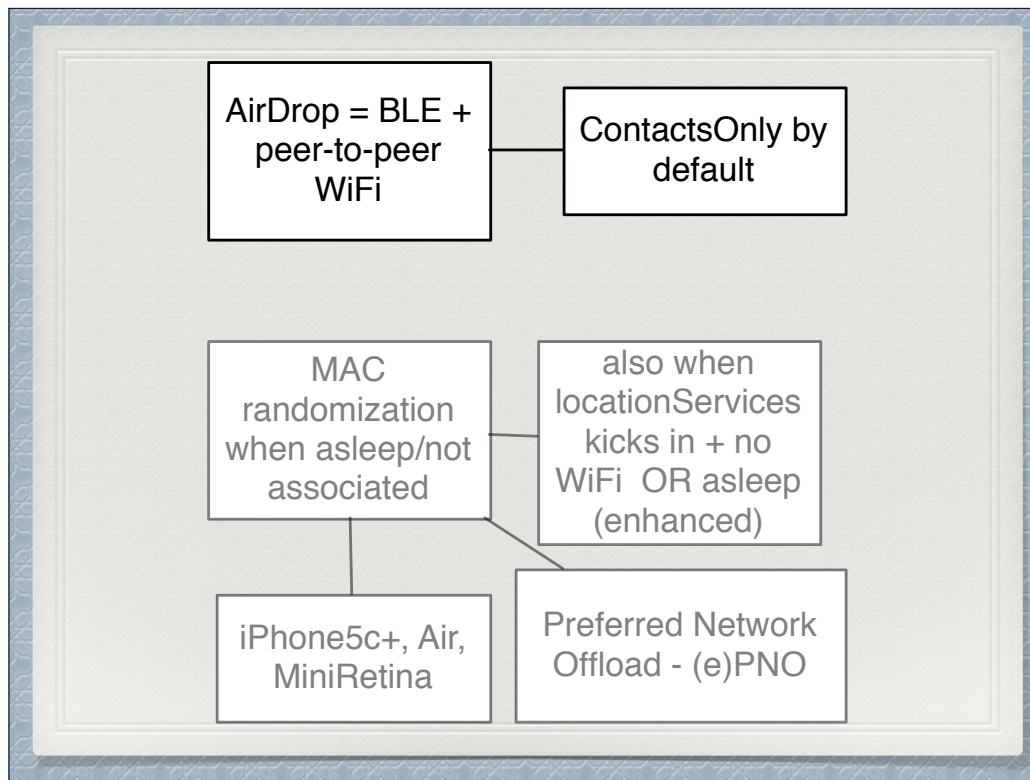 AirDrop = BLE +
peer-to-peer
WiFi
ContactsOnly by
default
MAC
randomization
when asleep/not
associated
also when
locationServices
kicks in + no
WiFi  OR asleep
(enhanced)
iPhone5c+, Air,
MiniRetina
Preferred Network
Offload - (e)PNO